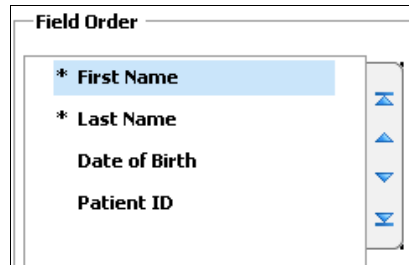 Field Order
* First Name
* Last Name
Date of Birth
Patient ID